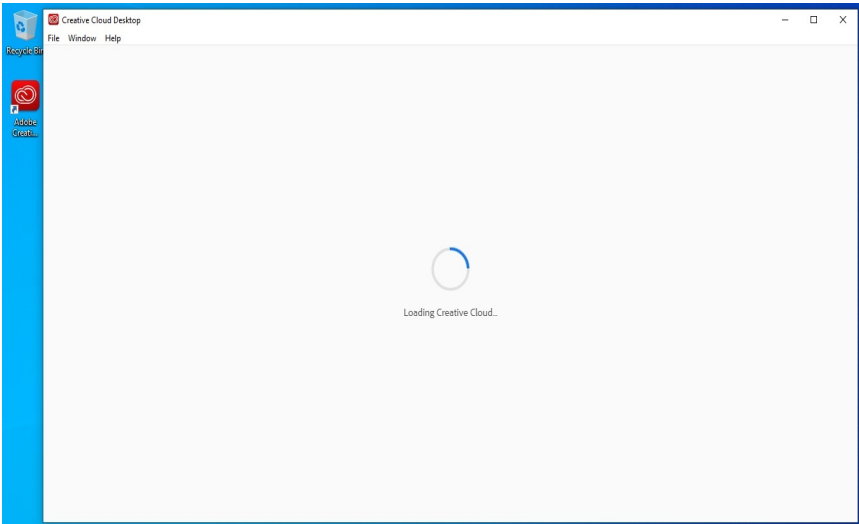 Creative Cloud Desktop
File Window Help
Recycle Bin
Adobe
Creati...
Loading Creative Cloud...